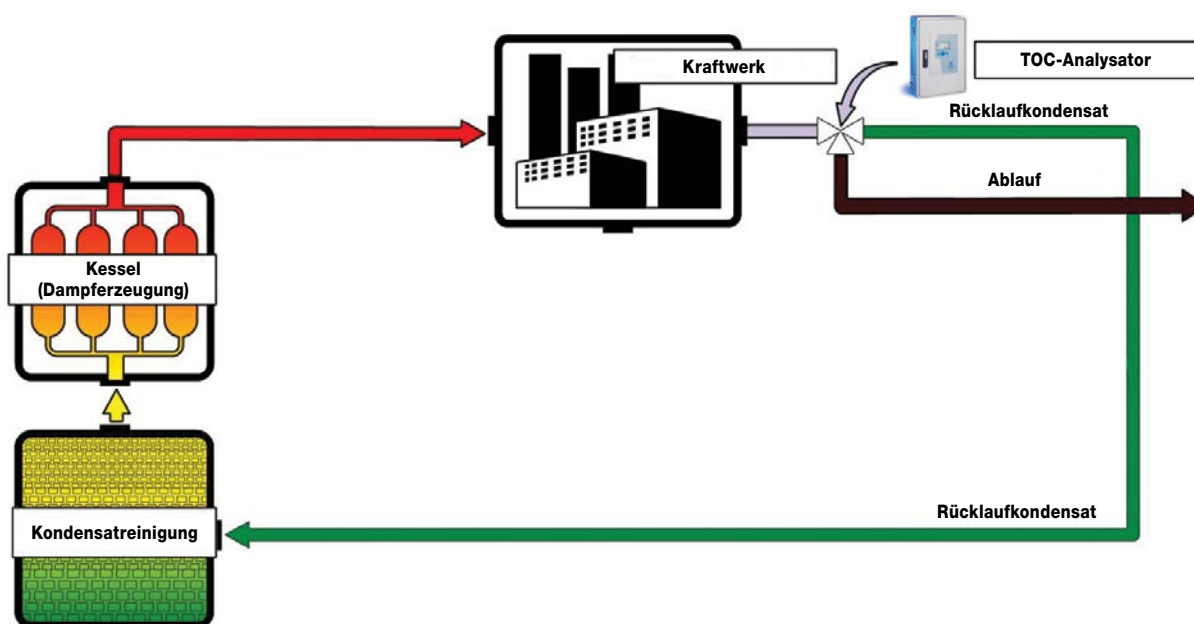 Kraftwerk
TOC-Analysator
Rücklaufkondensat
Ablauf
Kessel
(Dampferzeugung)
Rücklaufkondensat
Kondensatreinigung